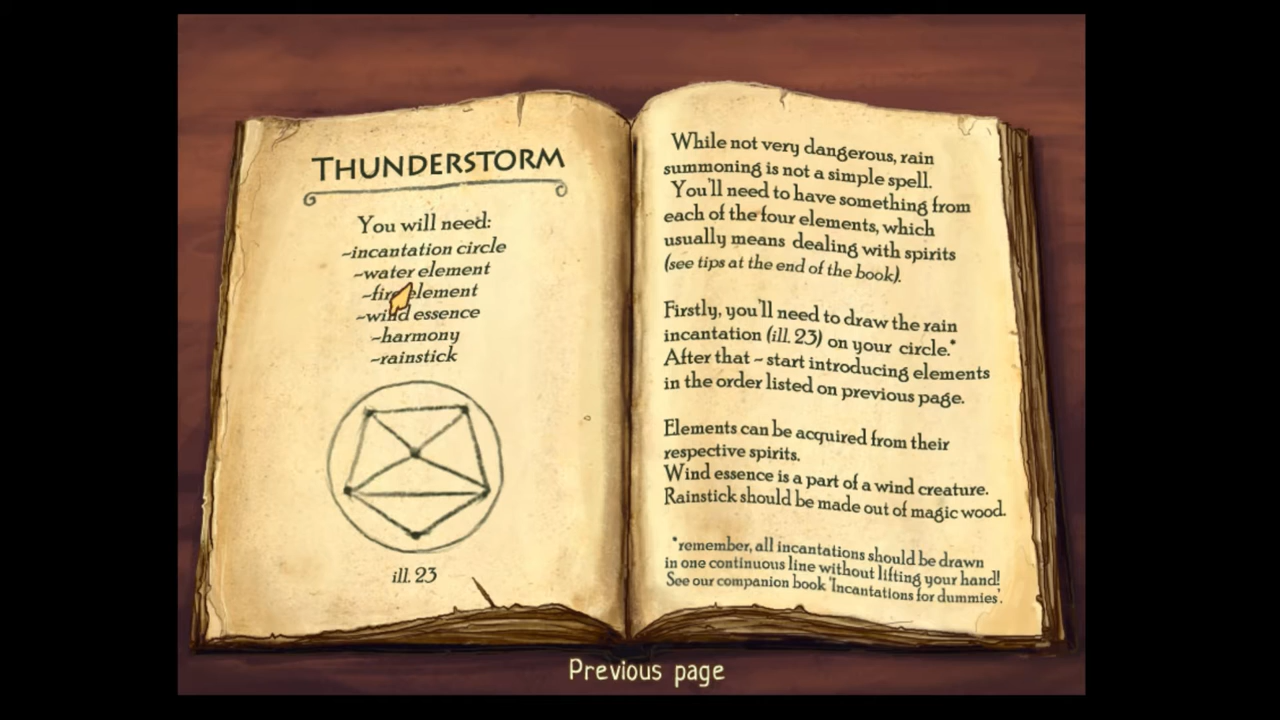 THUNDERSTORM
You will need:
~incantation circle
~water element
~fire element
~wind essence
~harmony
~rainstick
ill. 23
While not very dangerous, rain
summoning is not a simple spell.
You'll need to have something from
each of the four elements, which
usually means dealing with spirits
(see tips at the end of the book).
Firstly, you'll need to draw the rain
incantation (ill. 23) on your circle.*
After that ~ start introducing elements
in the order listed on previous page.
Elements can be acquired from their
respective spirits.
Wind essence is a part of a wind creature.
Rainstick should be made out of magic wood.
*remember, all incantations should be drawn
in one continuous line without lifting your hand!
See our companion book 'Incantations for dummies'.
Previous page